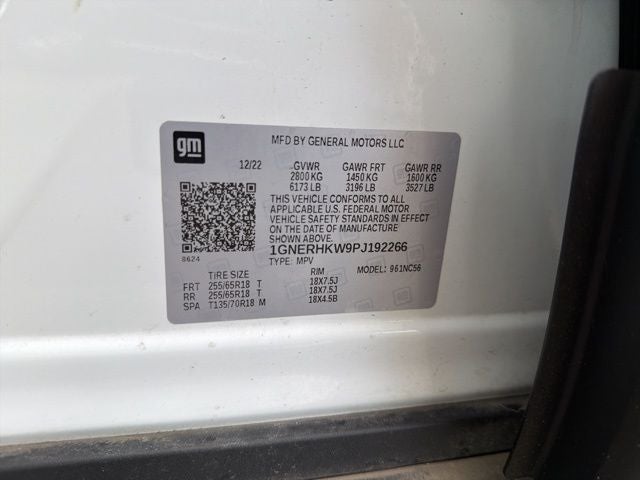 gm
MFD BY GENERAL MOTORS LLC
12/22 GVWR GAWR FRT GAWR RR
2800 KG 1450 KG 1600 KG
6173 LB 3196 LB 3527 LB
THIS VEHICLE CONFORMS TO ALL
APPLICABLE U.S. FEDERAL MOTOR
VEHICLE SAFETY STANDARDS IN EFFECT
ON THE DATE OF MANUFACTURE
SHOWN ABOVE.
8624
1GNERHKW9PJ192266
TYPE: MPV MODEL: 961NC56
TIRE SIZE RIM
FRT 255/65R18 T 18X7.5J
RR 255/65R18 T 18X7.5J
SPA T135/70R18 M 18X4.5B